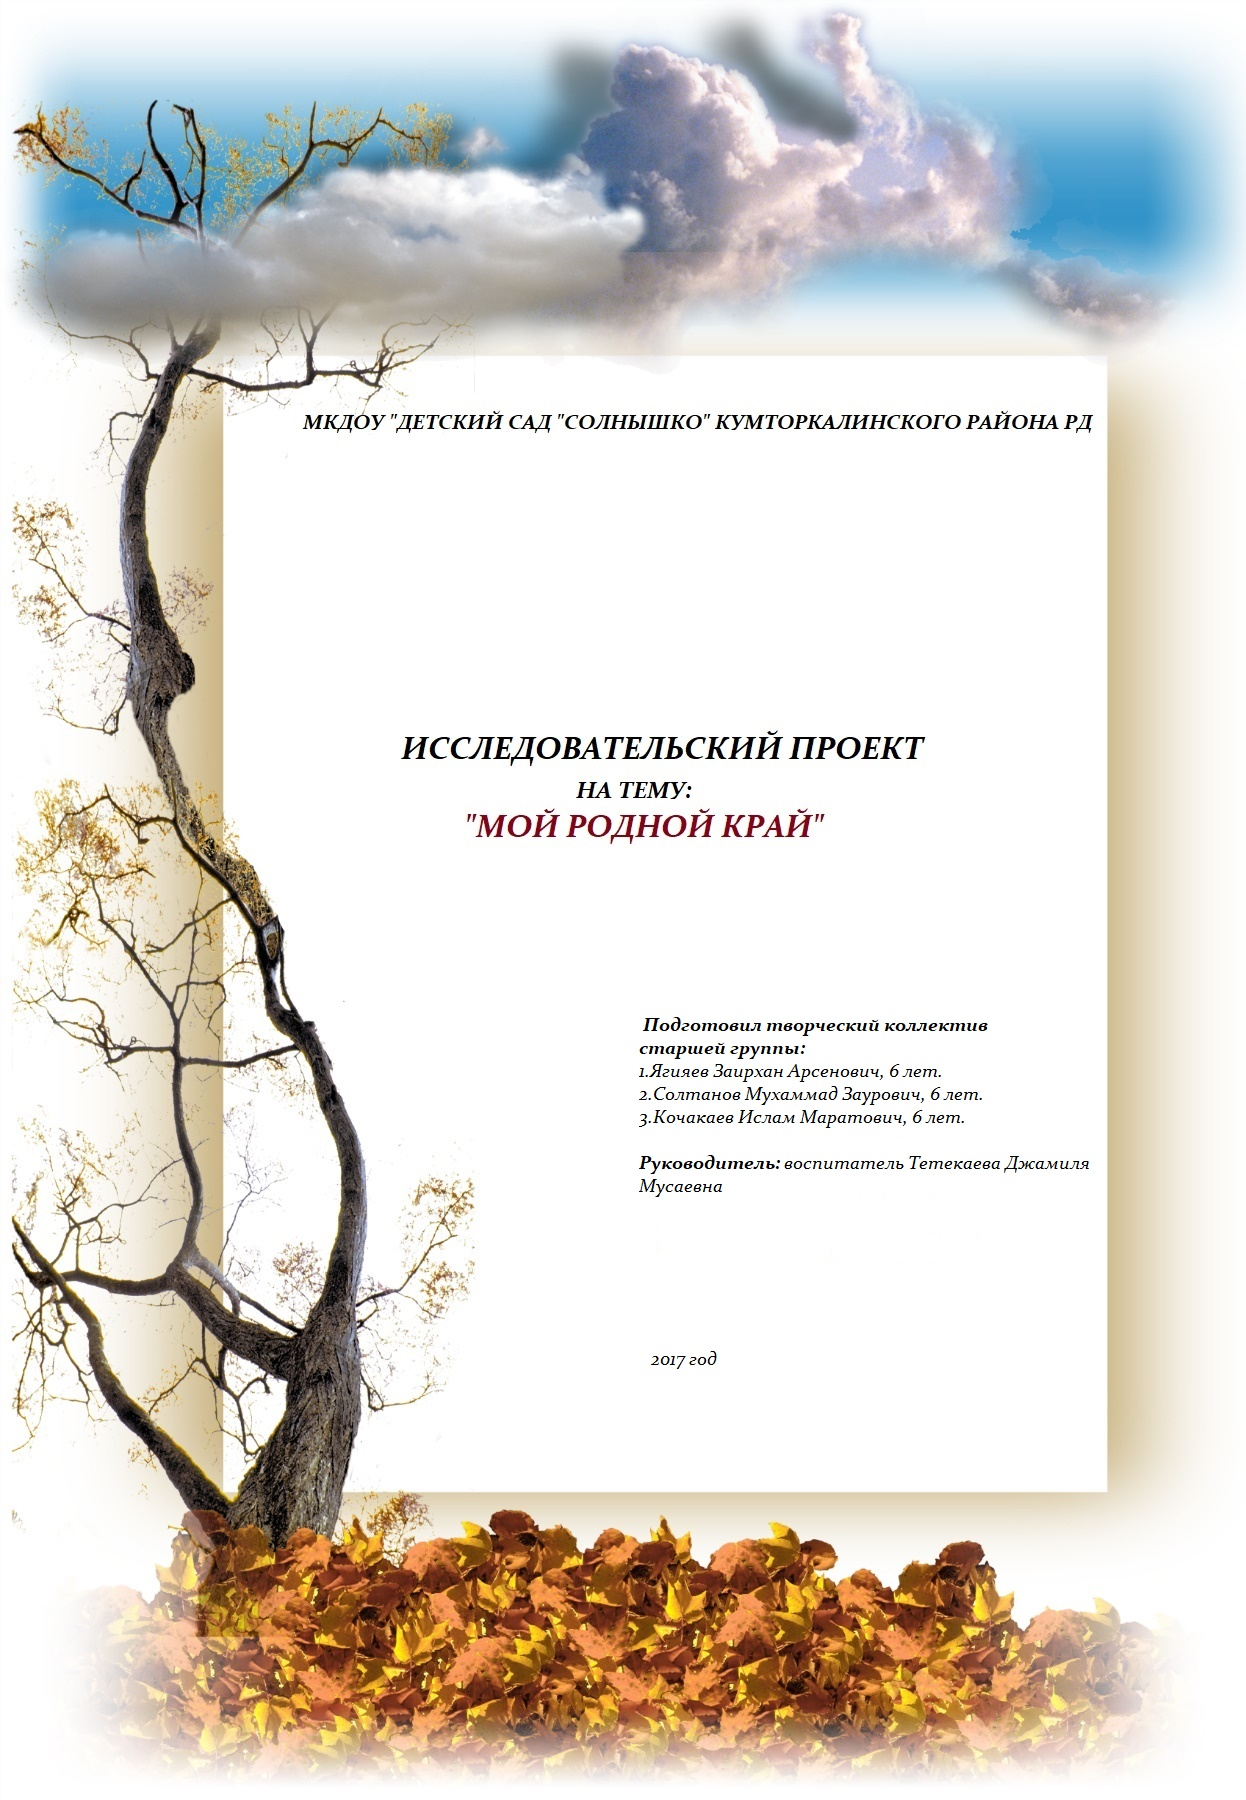 МКДОУ "ДЕТСКИЙ САД "СОЛНЫШКО" КУМТОРКАЛИНСКОГО РАЙОНА РД
ИССЛЕДОВАТЕЛЬСКИЙ ПРОЕКТ
НА ТЕМУ:
"МОЙ РОДНОЙ КРАЙ"
Подготовил творческий коллектив
старшей группы:
1.Ягияев Заирхан Арсенович, 6 лет.
2.Солтанов Мухаммад Заурович, 6 лет.
3.Кочакаев Ислам Маратович, 6 лет.
Руководитель: воспитатель Тетекаева Джамиля
Мусаевна
2017 год